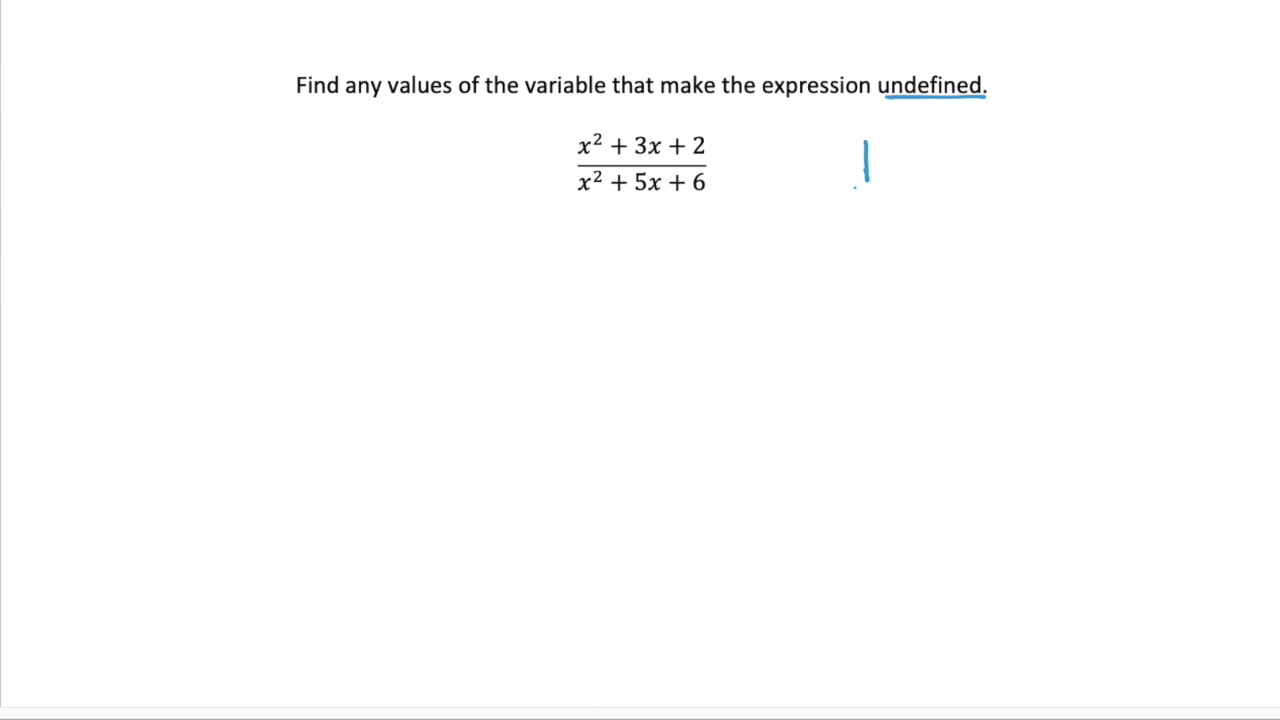 Find any values of the variable that make the expression undefined.
x² + 3x + 2
x² + 5x + 6